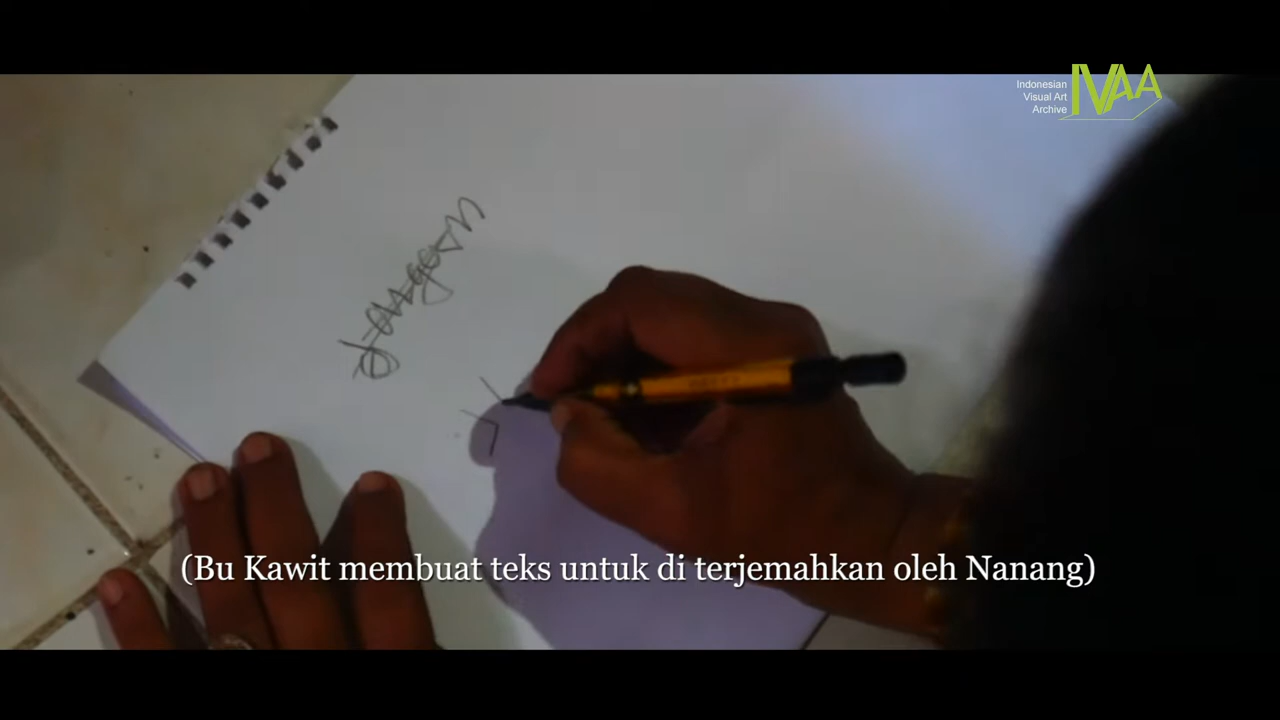 Indonesian
Visual Art
Archive
IVAA
(Bu Kawit membuat teks untuk di terjemahkan oleh Nanang)